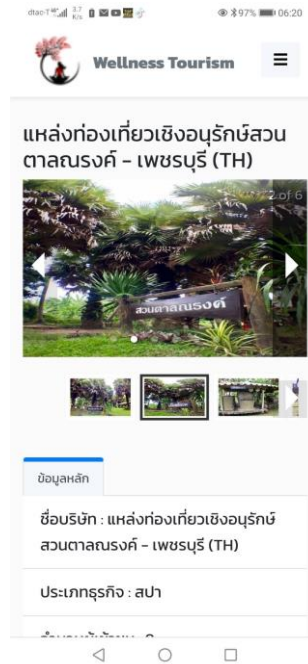 dtac-T
3.7
K/s
97%
06:20
Wellness Tourism
แหล่งท่องเที่ยวเชิงอนุรักษ์สวน
ตาลณรงค์ – เพชรบุรี (TH)
2 of 6
สวนตาลณรงค์
ข้อมูลหลัก
ชื่อบริษัท : แหล่งท่องเที่ยวเชิงอนุรักษ์
สวนตาลณรงค์ – เพชรบุรี (TH)
ประเภทธุรกิจ : สปา